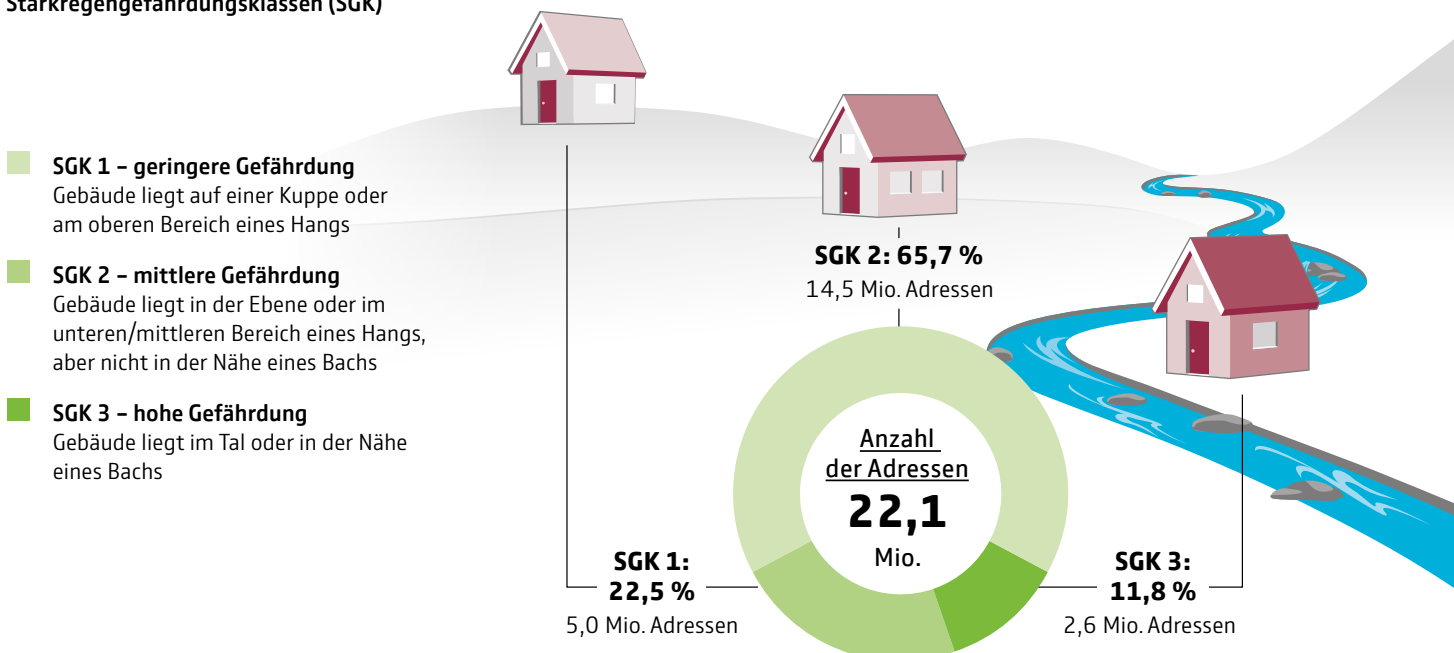 Starkregengefährdungsklassen (SGK)
SGK 1 – geringere Gefährdung
Gebäude liegt auf einer Kuppe oder
am oberen Bereich eines Hangs
SGK 2 – mittlere Gefährdung
Gebäude liegt in der Ebene oder im
unteren/mittleren Bereich eines Hangs,
aber nicht in der Nähe eines Bachs
SGK 3 – hohe Gefährdung
Gebäude liegt im Tal oder in der Nähe
eines Bachs
SGK 2: 65,7 %
14,5 Mio. Adressen
Anzahl
der Adressen
22,1
Mio.
SGK 1:
22,5 %
5,0 Mio. Adressen
SGK 3:
11,8 %
2,6 Mio. Adressen